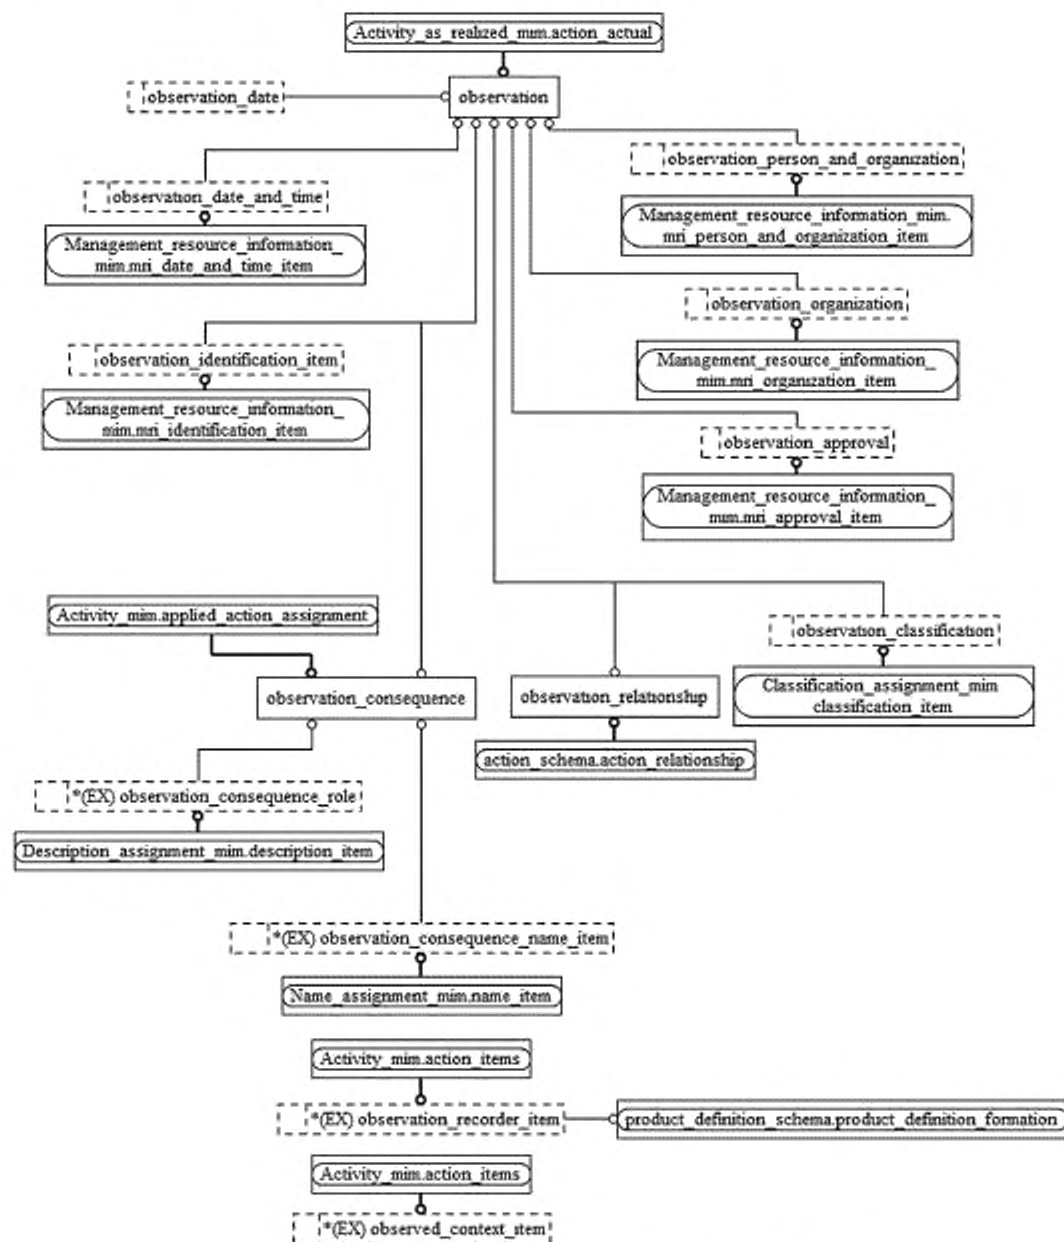 Activity_as_realized_mim.action_actual
observation_date
observation
observation_person_and_organization
Management_resource_information_mim.
mri_person_and_organization_item
observation_date_and_time
Management_resource_information_
mim.mri_date_and_time_item
observation_organization
Management_resource_information_
mim.mri_organization_item
observation_identification_item
Management_resource_information_
mim.mri_identification_item
observation_approval
Management_resource_information_
mim.mri_approval_item
Activity_mim.applied_action_assignment
observation_classification
Classification_assignment_mim
classification_item
observation_consequence
observation_relationship
action_schema.action_relationship
*(EX) observation_consequence_role
Description_assignment_mim.description_item
*(EX) observation_consequence_name_item
Name_assignment_mim.name_item
Activity_mim.action_items
*(EX) observation_recorder_item
product_definition_schema.product_definition_formation
Activity_mim.action_items
*(EX) observed_context_item